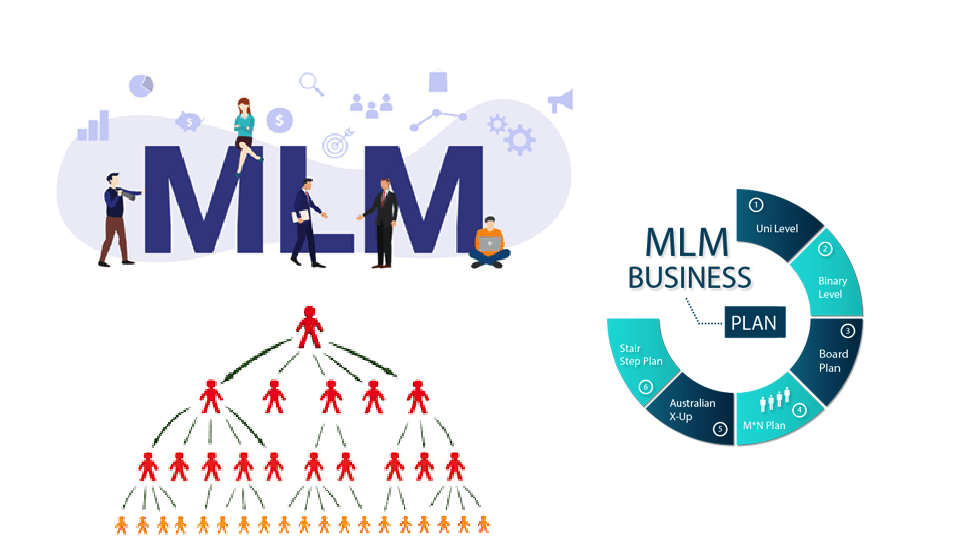 $
$
MLM
MLM
BUSINESS
PLAN
1
Uni Level
2
Binary
Level
3
Board
Plan
4
M*N Plan
5
Australian
X-Up
6
Stair
Step Plan